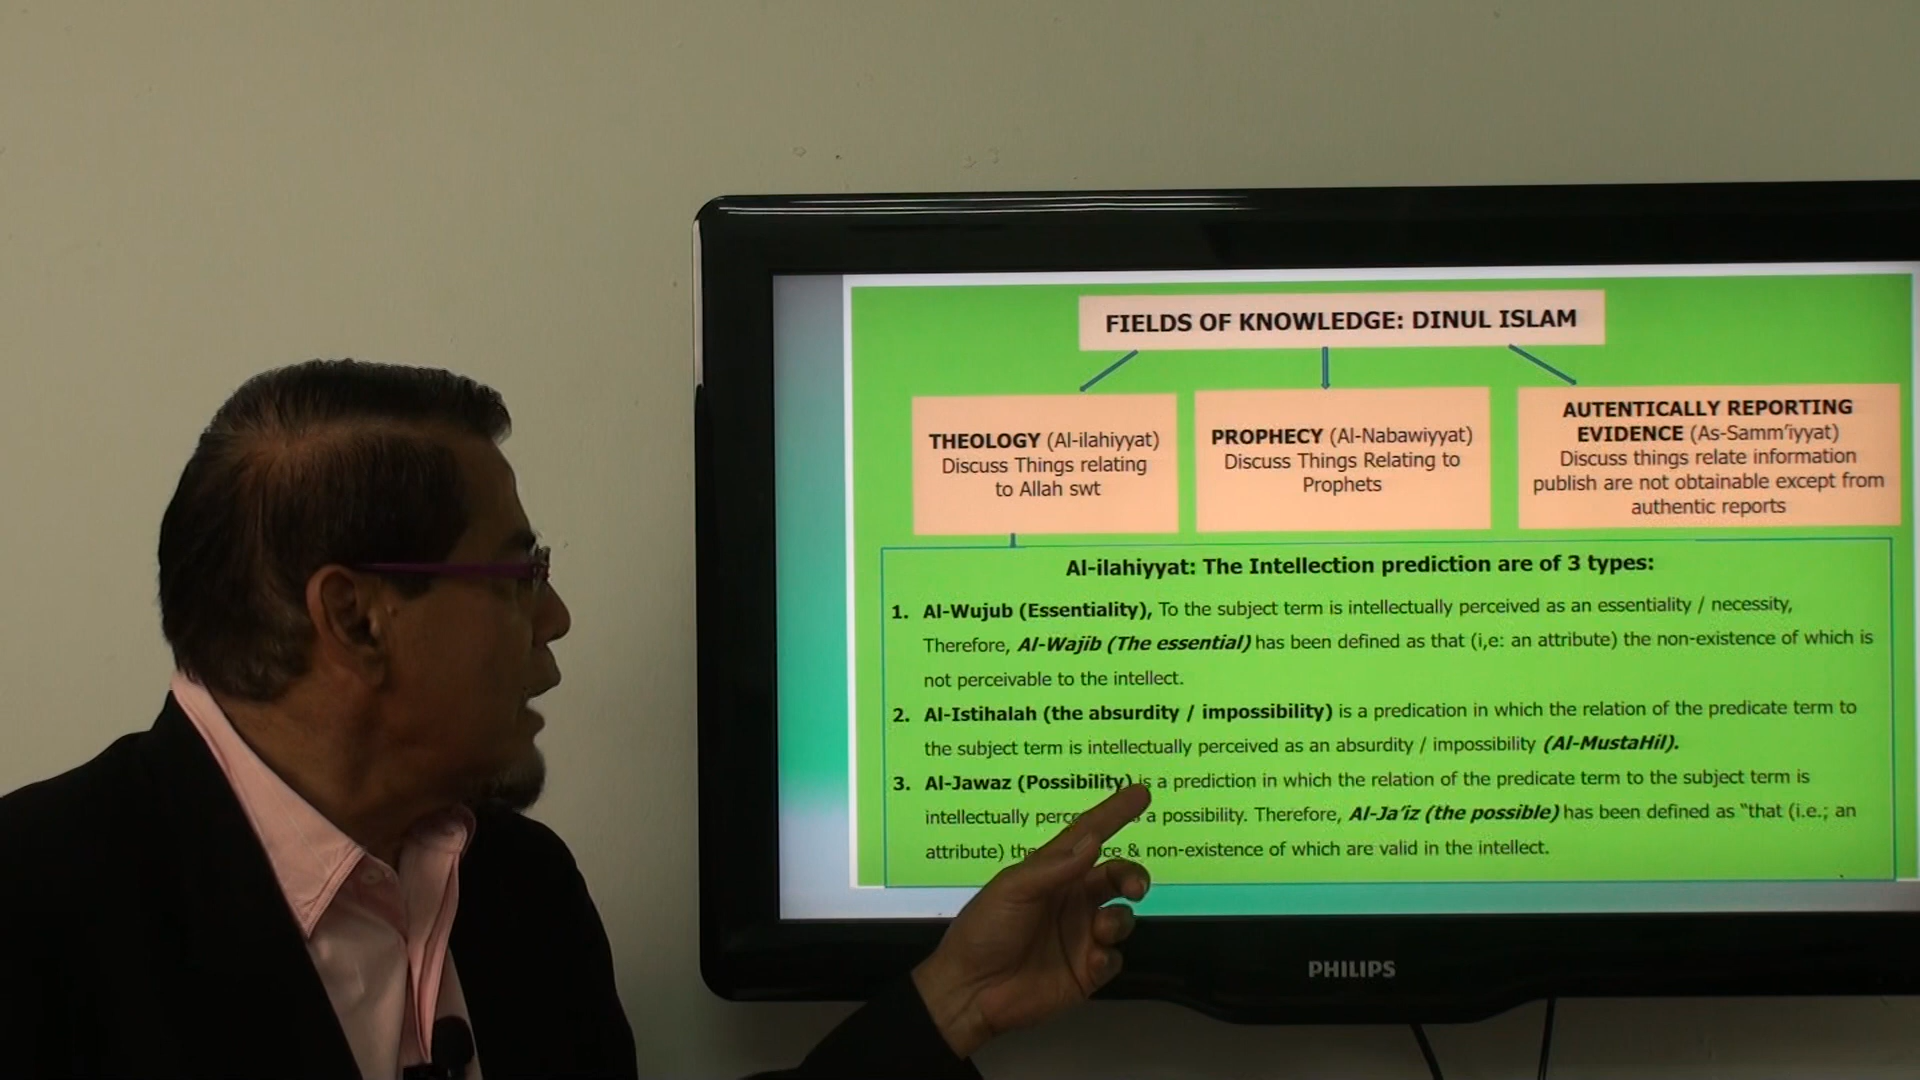 FIELDS OF KNOWLEDGE: DINUL ISLAM
THEOLOGY (Al-ilahiyyat)
Discuss Things relating
to Allah swt
PROPHECY (Al-Nabawiyyat)
Discuss Things Relating to
Prophets
AUTENTICALLY REPORTING
EVIDENCE (As-Samm'iyyat)
Discuss things relate information
publish are not obtainable except from
authentic reports
Al-ilahiyyat: The Intellection prediction are of 3 types:
1. Al-Wujub (Essentiality), To the subject term is intellectually perceived as an essentiality / necessity,
Therefore, Al-Wajib (The essential) has been defined as that (i,e: an attribute) the non-existence of which is
not perceivable to the intellect.
2. Al-Istihalah (the absurdity / impossibility) is a predication in which the relation of the predicate term to
the subject term is intellectually perceived as an absurdity / impossibility (Al-MustaHil).
3. Al-Jawaz (Possibility) is a prediction in which the relation of the predicate term to the subject term is
intellectually a possibility. Therefore, Al-Ja'iz (the possible) has been defined as "that (i.e.; an
attribute) & non-existence of which are valid in the intellect.
PHILIPS